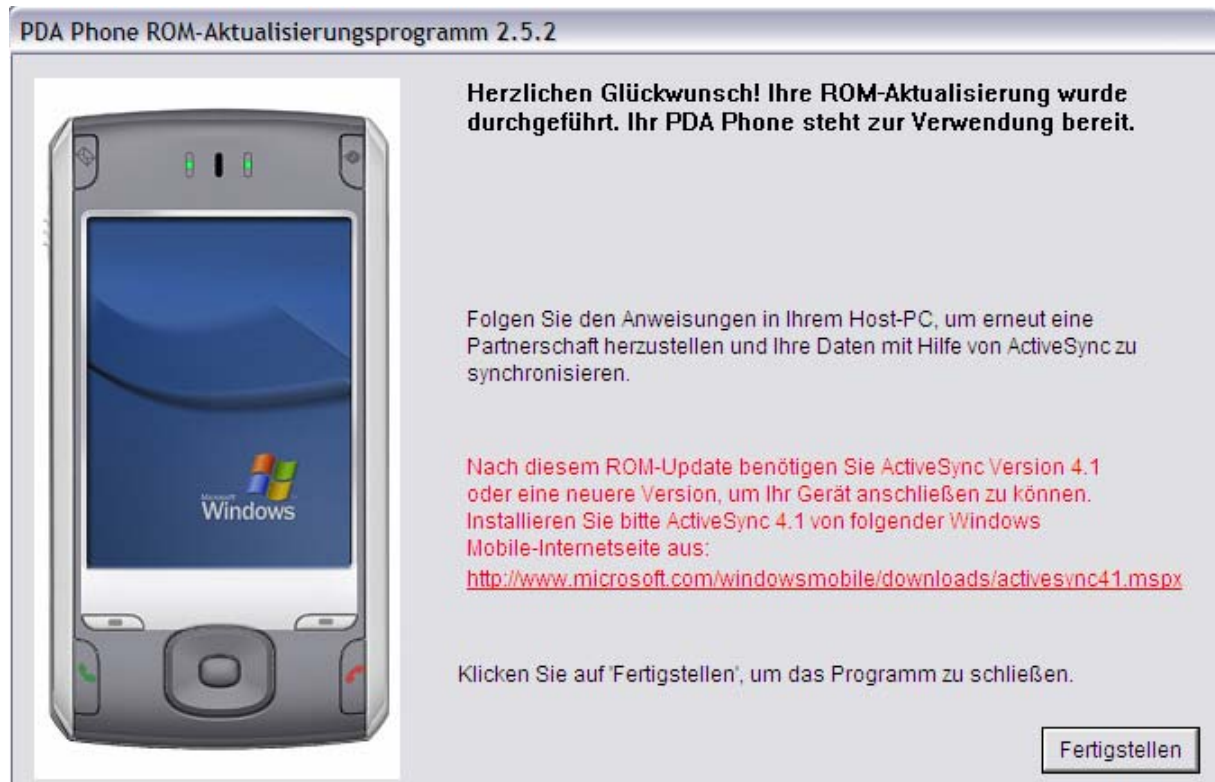 PDA Phone ROM-Aktualisierungsprogramm 2.5.2
Herzlichen Glückwunsch! Ihre ROM-Aktualisierung wurde
durchgeführt. Ihr PDA Phone steht zur Verwendung bereit.
Folgen Sie den Anweisungen in Ihrem Host-PC, um erneut eine
Partnerschaft herzustellen und Ihre Daten mit Hilfe von ActiveSync zu
synchronisieren.
Nach diesem ROM-Update benötigen Sie ActiveSync Version 4.1
oder eine neuere Version, um Ihr Gerät anschließen zu können.
Installieren Sie bitte ActiveSync 4.1 von folgender Windows
Mobile-Internetseite aus:
http://www.microsoft.com/windowsmobile/downloads/activesync41.mspx
Microsoft
Windows
Klicken Sie auf 'Fertigstellen', um das Programm zu schließen.
Fertigstellen